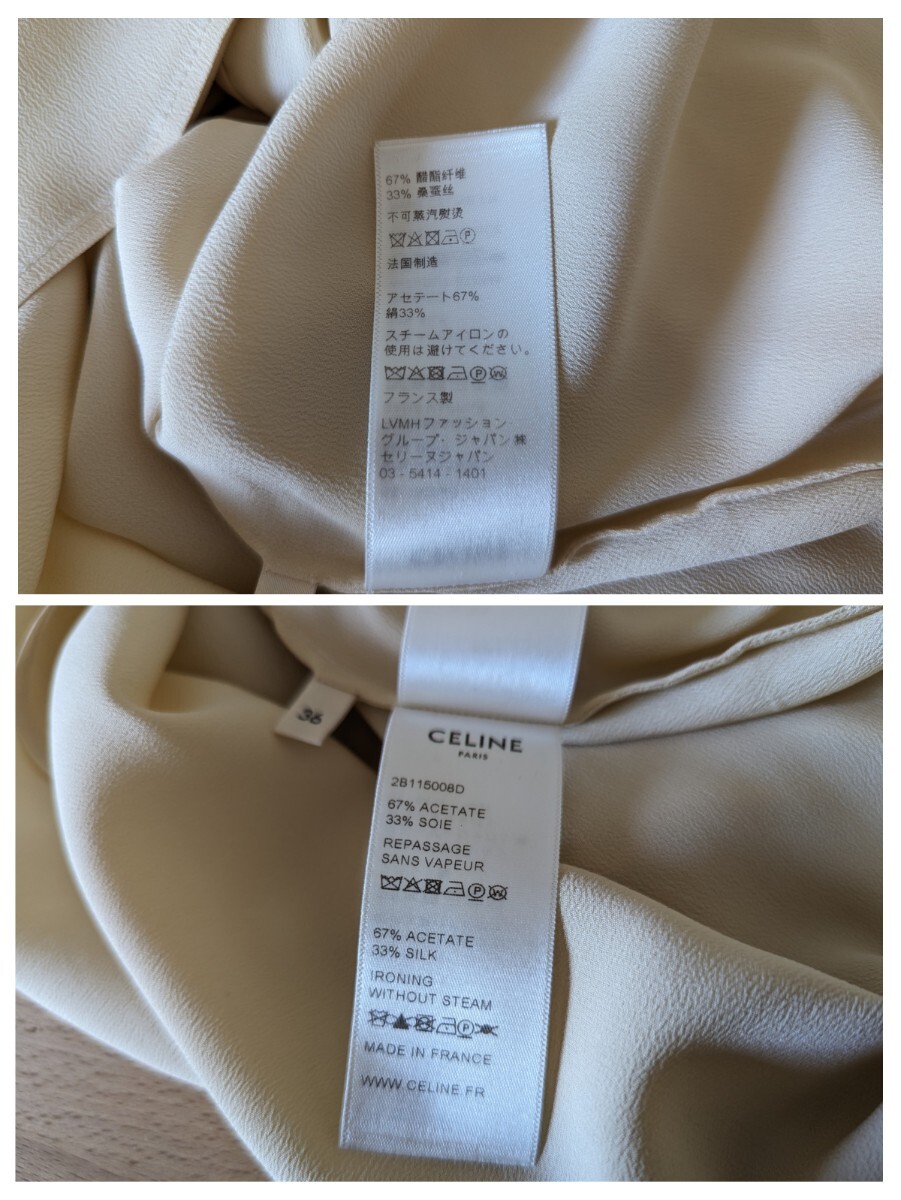 67% 醋酯纤维
33% 桑蚕丝
不可蒸汽熨烫
法国制造
アセテート67%
絹33%
スチームアイロンの
使用は避けてください。
フランス製
LVMHファッション
グループ・ジャパン㈱
セリーヌジャパン
03 - 5414 - 1401
36
CELINE
PARIS
2B115008D
67% ACETATE
33% SOIE
REPASSAGE
SANS VAPEUR
67% ACETATE
33% SILK
IRONING
WITHOUT STEAM
MADE IN FRANCE
WWW.CELINE.FR